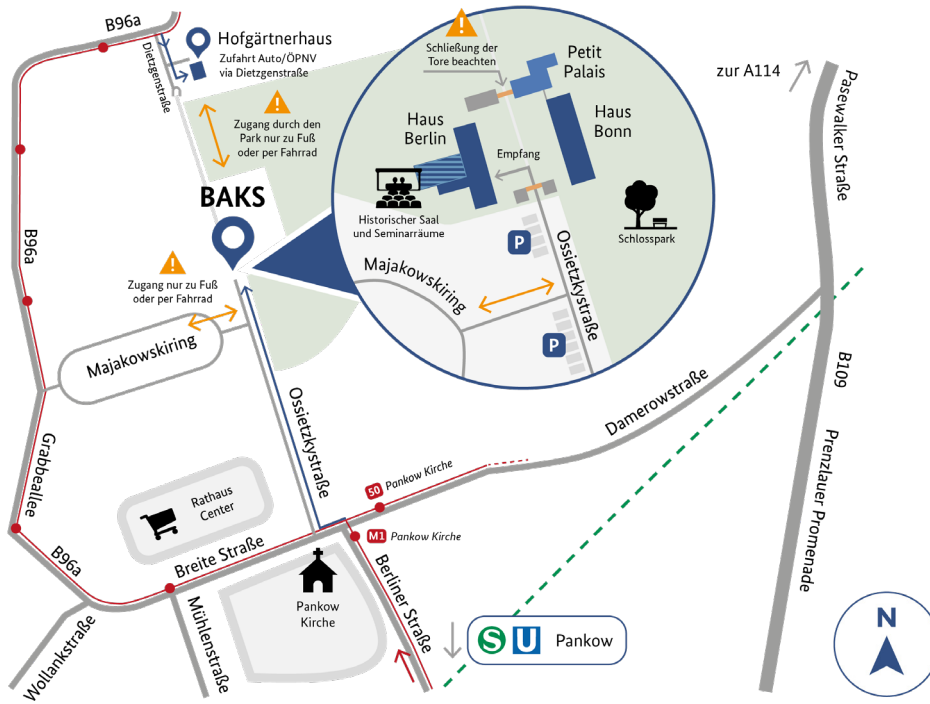 B96a
Hofgärtnerhaus
Zufahrt Auto/ÖPNV
via Dietzgenstraße
Dietzgenstraße
!
Zugang durch den
Park nur zu Fuß
oder per Fahrrad
BAKS
!
Zugang nur zu Fuß
oder per Fahrrad
B96a
Majakowskiring
Ossietzkystraße
Grabbeallee
B96a
!
Schließung der
Tore beachten
Petit
Palais
Haus
Berlin
Haus
Bonn
Empfang
Historischer Saal
und Seminarräume
Schlosspark
P
Majakowskiring
Ossietzkystraße
P
zur A114
Pasewalker Straße
B109
Prenzlauer Promenade
Damerowstraße
50 Pankow Kirche
M1 Pankow Kirche
Rathaus
Center
Breite Straße
Pankow
Kirche
Berliner Straße
Mühlenstraße
Wollankstraße
S U Pankow
N